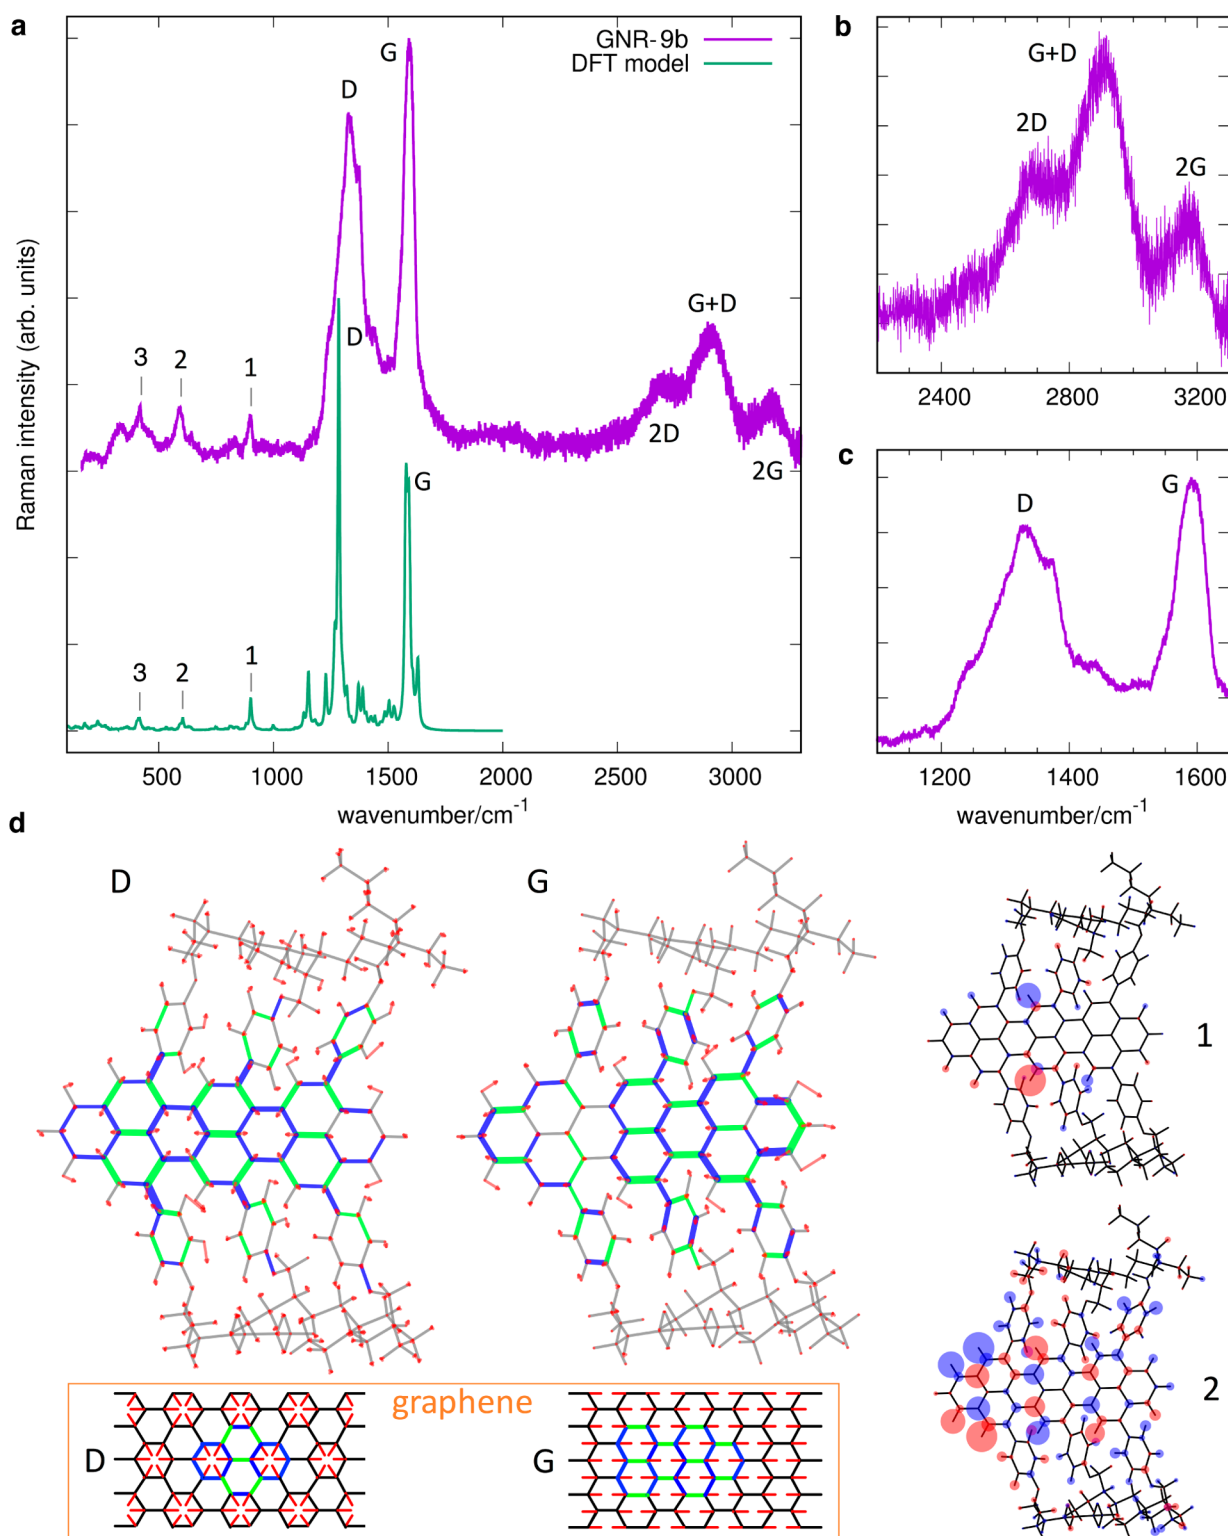 a
GNR-9b
DFT model
G
D
D
G
3
2
1
G+D
2D
2G
3
2
1
Raman intensity (arb. units)
500
1000
1500
2000
2500
3000
wavenumber/cm⁻¹
b
G+D
2D
2G
2400
2800
3200
c
D
G
1200
1400
1600
wavenumber/cm⁻¹
d
D
G
1
2
graphene
D
G